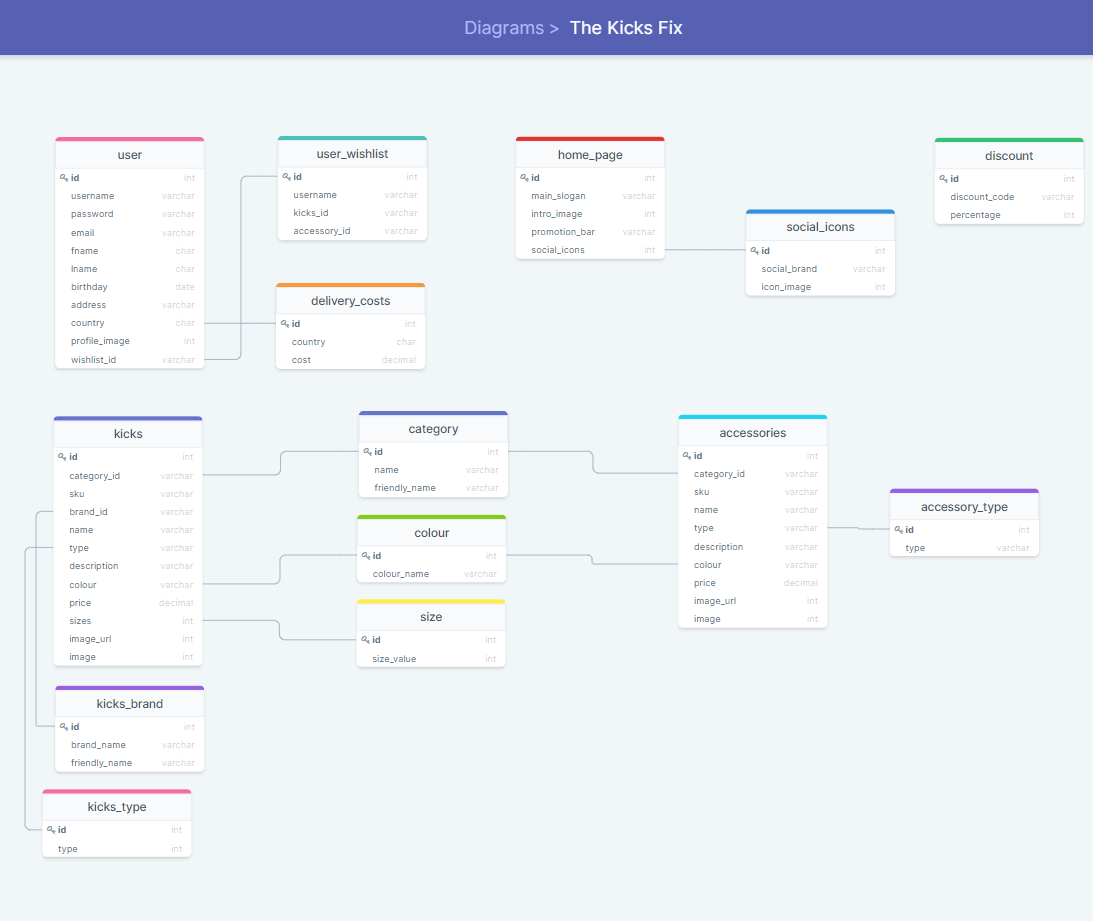 Diagrams > The Kicks Fix
user
id int
username varchar
password varchar
email varchar
fname char
lname char
birthday date
address varchar
country char
profile_image int
wishlist_id varchar
user_wishlist
id int
username varchar
kicks_id varchar
accessory_id varchar
delivery_costs
id int
country char
cost decimal
home_page
id int
main_slogan varchar
intro_image int
promotion_bar varchar
social_icons int
social_icons
id int
social_brand varchar
icon_image int
discount
id int
discount_code varchar
percentage int
kicks
id int
category_id varchar
sku varchar
brand_id varchar
name varchar
type varchar
description varchar
colour varchar
price decimal
sizes int
image_url int
image int
kicks_brand
id int
brand_name varchar
friendly_name varchar
kicks_type
id int
type int
category
id int
name varchar
friendly_name varchar
colour
id int
colour_name varchar
size
id int
size_value int
accessories
id int
category_id varchar
sku varchar
name varchar
type varchar
description varchar
colour varchar
price decimal
image_url int
image int
accessory_type
id int
type varchar